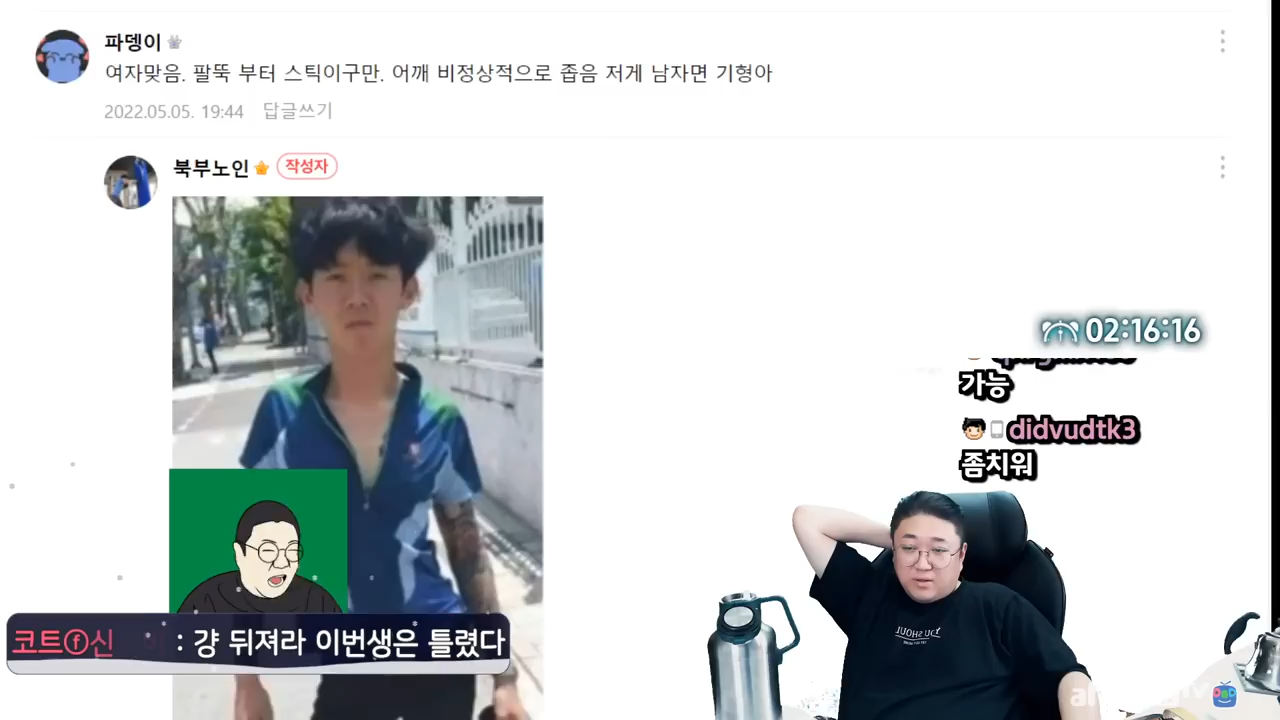 파뎅이
여자맞음. 팔뚝 부터 스틱이구만. 어깨 비정상적으로 좁음 저게 남자면 기형아
2022.05.05. 19:44 답글쓰기
북부노인 작성자
02:16:16
가능
didvudtk3
좀치워
코트ⓕ신 : 걍 뒤져라 이번생은 틀렸다